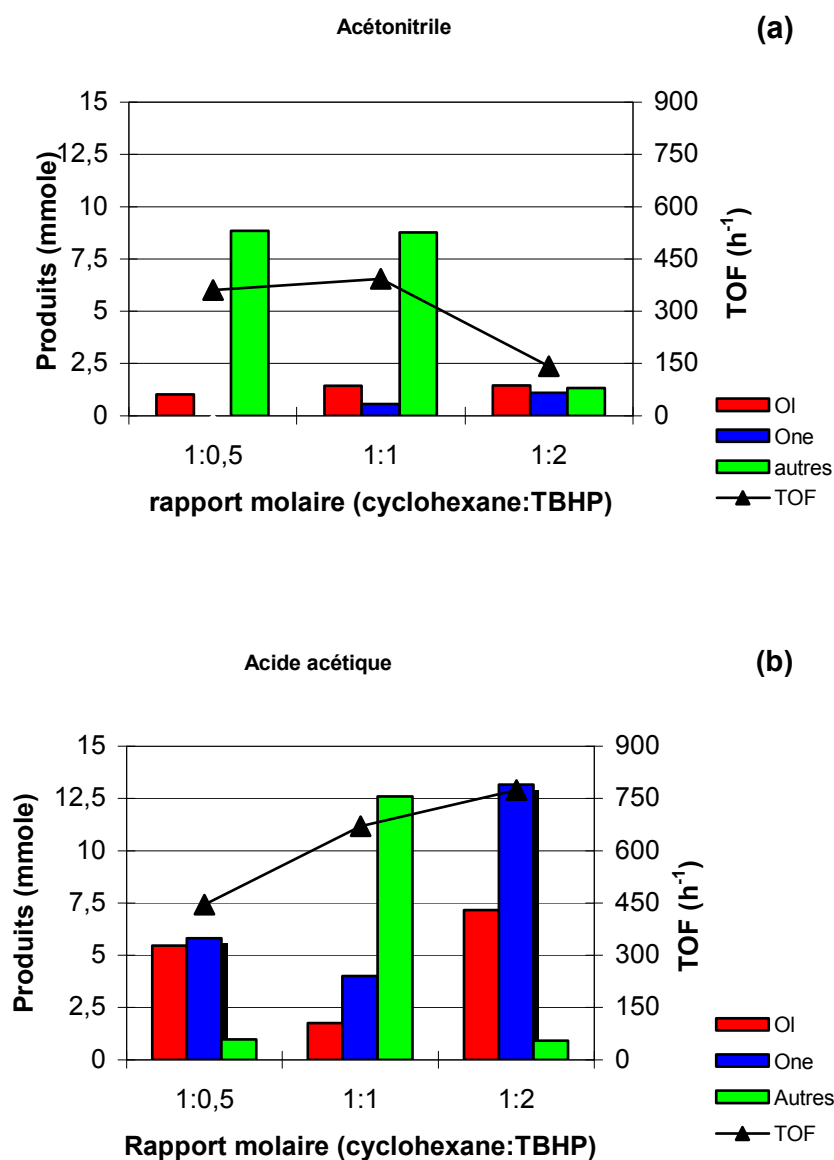 Acétonitrile
(a)
15
12,5
10
7,5
5
2,5
0
Produits (mmole)
900
750
600
450
300
150
0
TOF (h-1)
1:0,5 1:1 1:2
rapport molaire (cyclohexane:TBHP)
Ol
One
autres
TOF
Acide acétique
(b)
15
12,5
10
7,5
5
2,5
0
Produits (mmole)
900
750
600
450
300
150
0
TOF (h-1)
1:0,5 1:1 1:2
Rapport molaire (cyclohexane:TBHP)
Ol
One
Autres
TOF